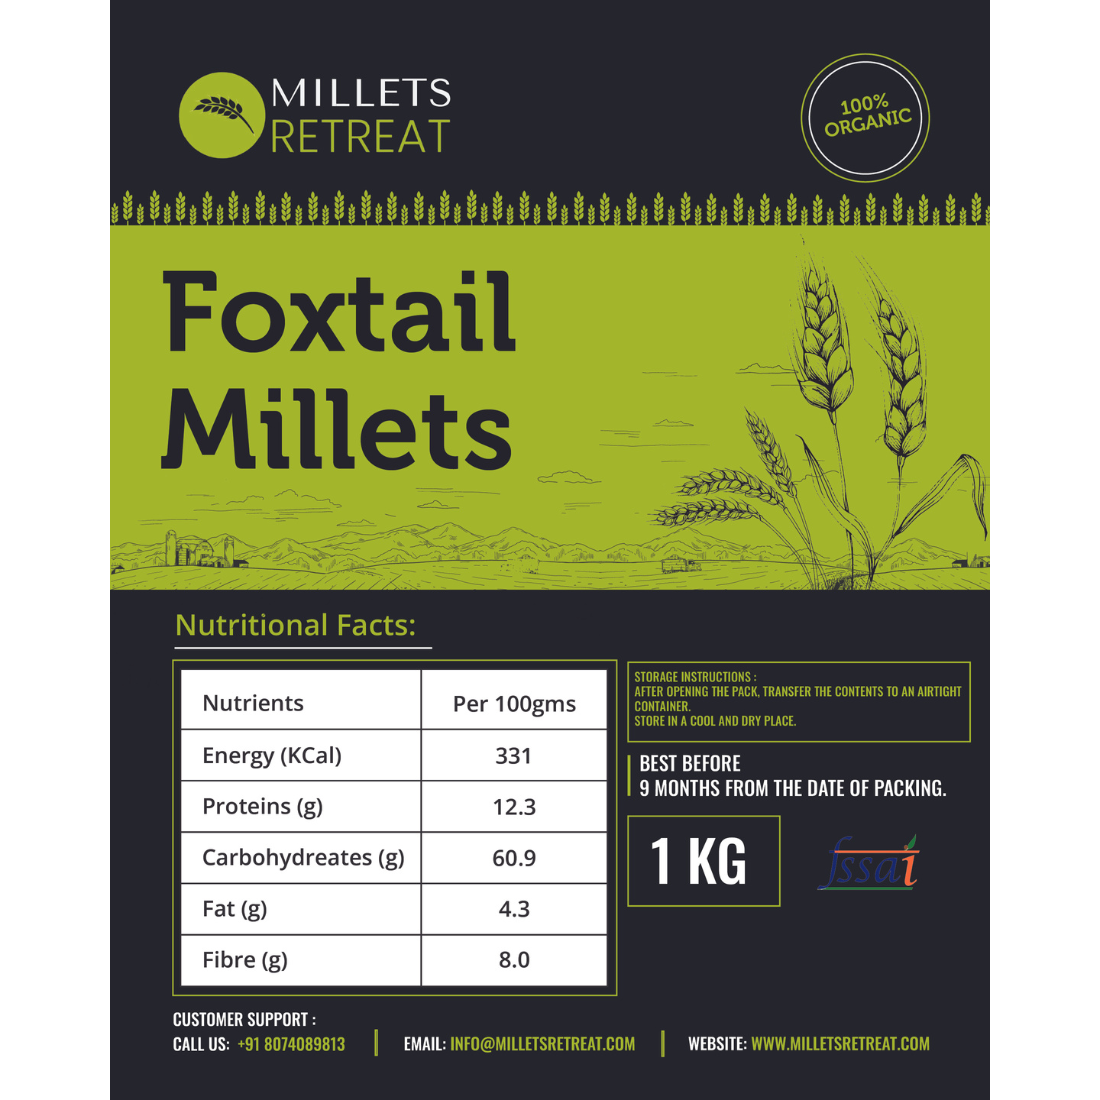 MILLETS
RETREAT
100%
ORGANIC
Foxtail
Millets
Nutritional Facts:
Nutrients Per 100gms
Energy (KCal) 331
Proteins (g) 12.3
Carbohydreates (g) 60.9
Fat (g) 4.3
Fibre (g) 8.0
STORAGE INSTRUCTIONS :
AFTER OPENING THE PACK, TRANSFER THE CONTENTS TO AN AIRTIGHT
CONTAINER.
STORE IN A COOL AND DRY PLACE.
BEST BEFORE
9 MONTHS FROM THE DATE OF PACKING.
1 KG
fssai
CUSTOMER SUPPORT :
CALL US: +91 8074089813 EMAIL: INFO@MILLETSRETREAT.COM WEBSITE: WWW.MILLETSRETREAT.COM